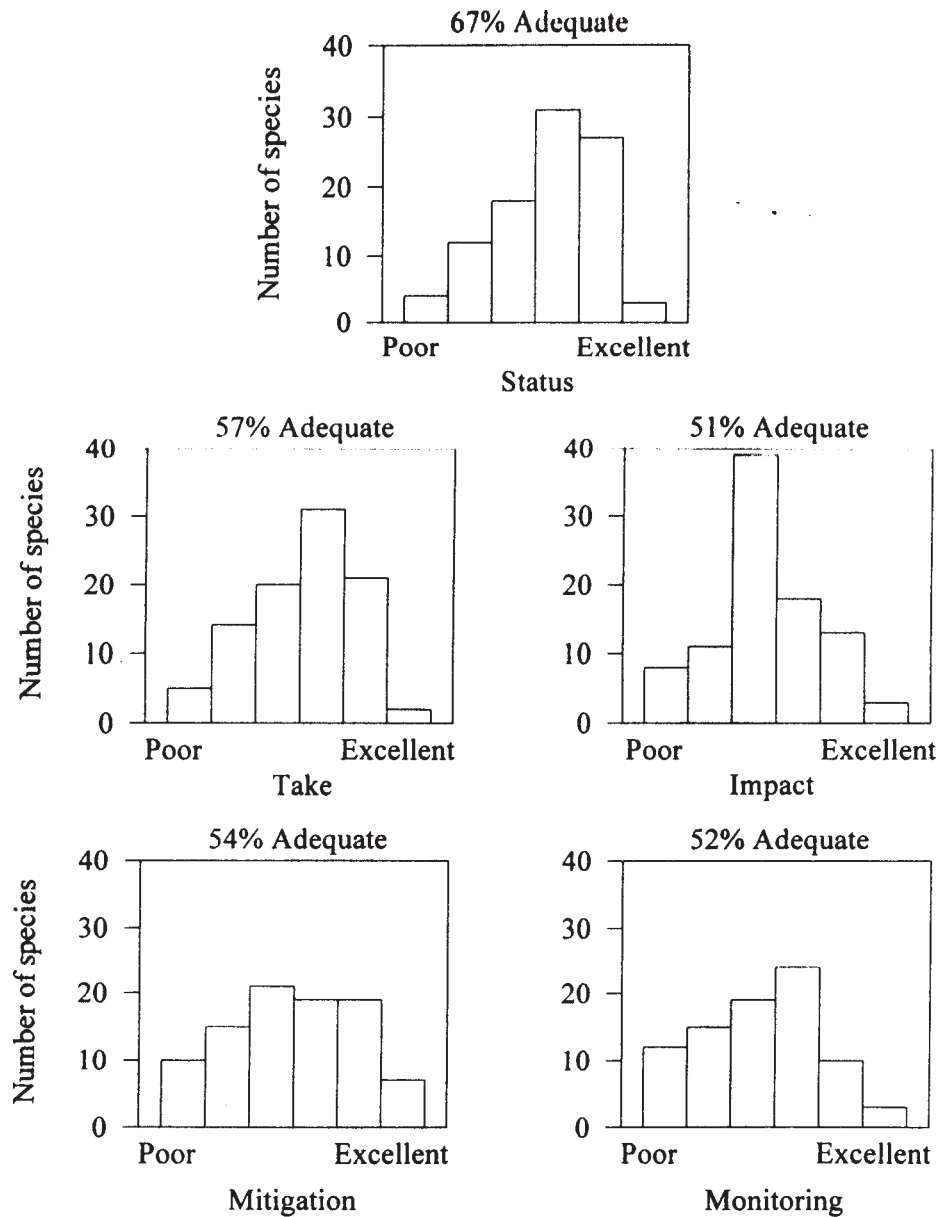 67% Adequate
Number of species
40
30
20
10
0
Poor Excellent
Status
57% Adequate
Number of species
40
30
20
10
0
Poor Excellent
Take
51% Adequate
40
30
20
10
0
Poor Excellent
Impact
54% Adequate
Number of species
40
30
20
10
0
Poor Excellent
Mitigation
52% Adequate
40
30
20
10
0
Poor Excellent
Monitoring